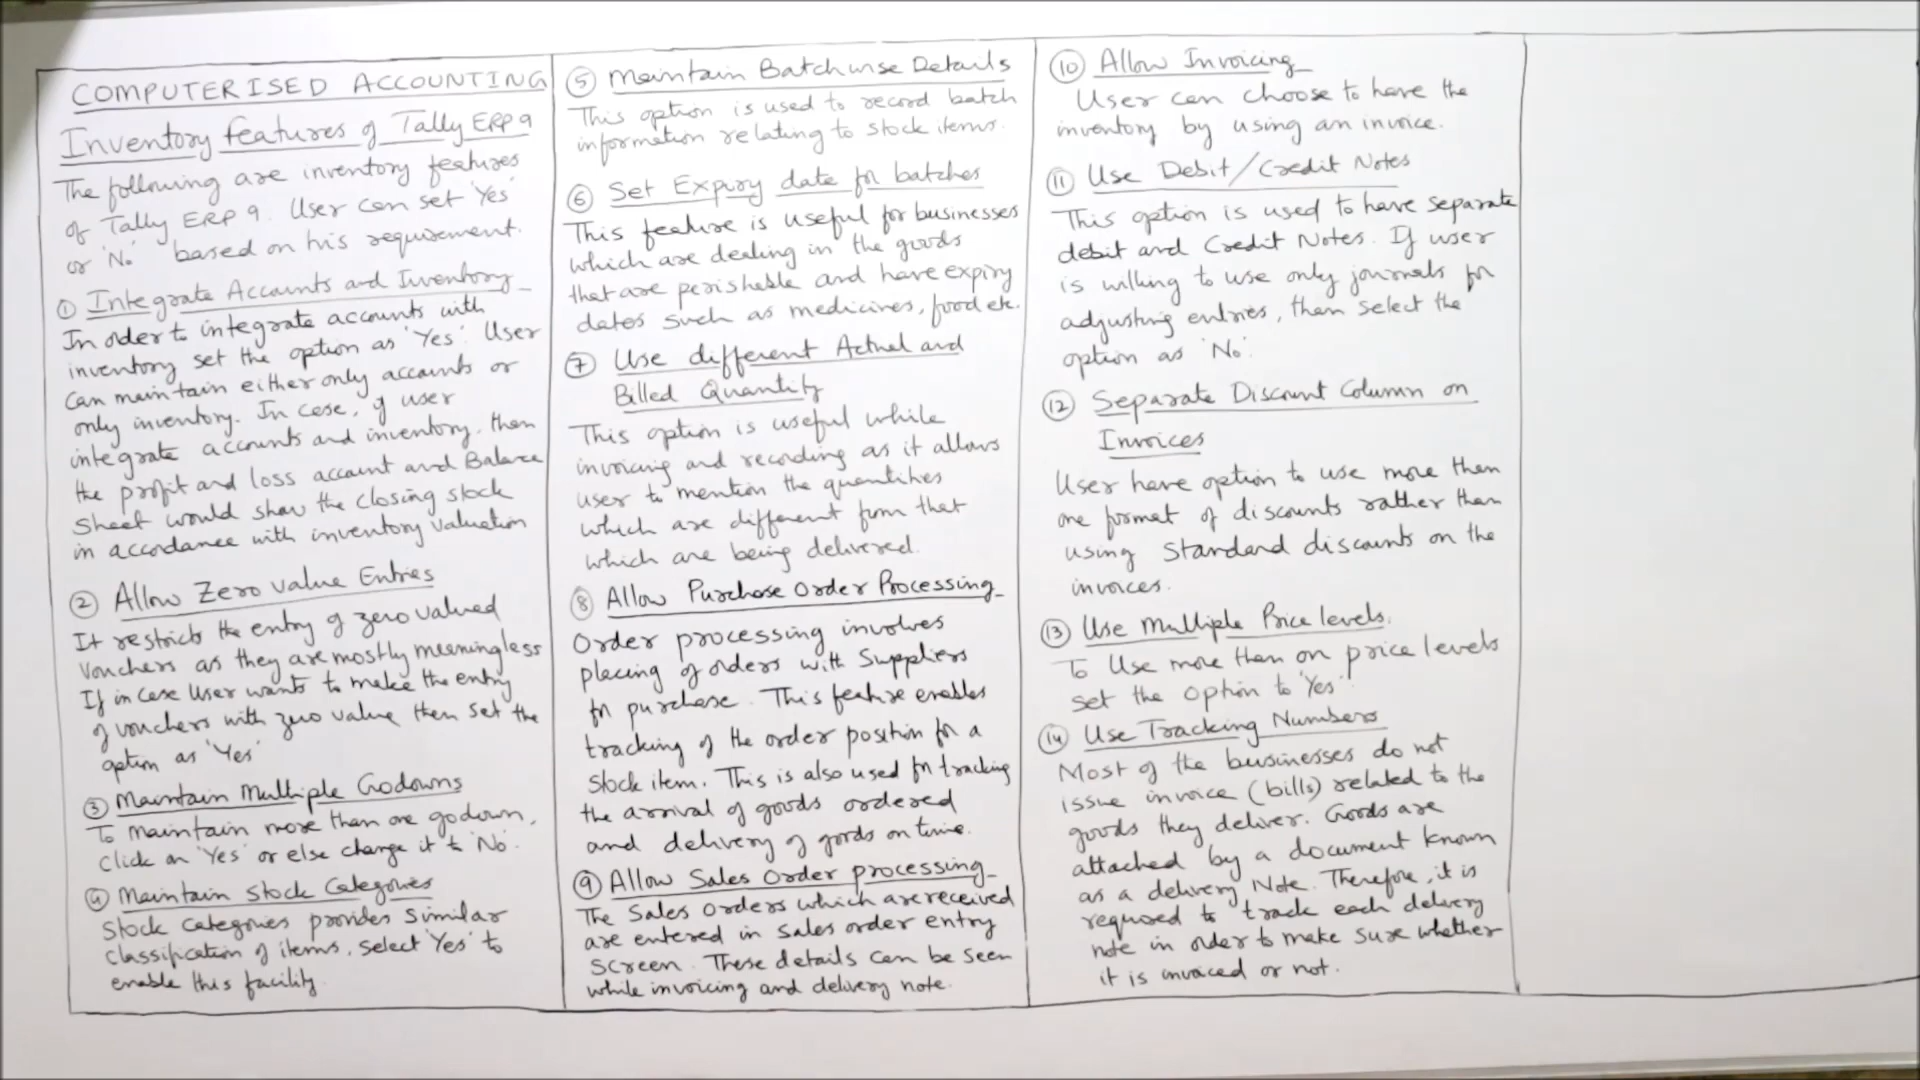 COMPUTERISED ACCOUNTING
Inventory features of Tally ERP 9
The following are inventory features
of Tally ERP 9. User can set 'Yes'
or 'No' based on his requirement.
① Integrate Accounts and Inventory
In order to integrate accounts with
inventory set the option as 'Yes'. User
can maintain either only accounts or
only inventory. In case, if user
integrate accounts and inventory, then
the profit and loss account and Balance
Sheet would show the closing stock
in accordance with inventory valuation
② Allow Zero value Entries
It restricts the entry of zero valued
vouchers as they are mostly meaningless
If in case User wants to make the entry
of vouchers with zero value then set the
option as 'Yes'
③ Maintain Multiple Godowns
To maintain more than one godown,
click on 'Yes' or else change it to 'No'.
④ Maintain Stock Categories
Stock categories provides similar
classification of items. select 'Yes' to
enable this facility.
⑤ Maintain Batchwise Details
This option is used to record batch
information relating to stock items.
⑥ Set Expiry date for batches
This feature is useful for businesses
which are dealing in the goods
that are perishable and have expiry
dates such as medicines, food etc.
⑦ Use different Actual and
Billed Quantity
This option is useful while
invoicing and recording as it allows
user to mention the quantities
which are different from that
which are being delivered.
⑧ Allow Purchase Order Processing
Order processing involves
placing of orders with Suppliers
for purchase. This feature enables
tracking of the order position for a
stock item. This is also used for tracking
the arrival of goods ordered
and delivery of goods on time.
⑨ Allow Sales Order processing
The Sales Orders which are received
are entered in sales order entry
screen. These details can be seen
while invoicing and delivery note.
⑩ Allow Invoicing
User can choose to have the
inventory by using an invoice.
⑪ Use Debit/Credit Notes
This option is used to have separate
debit and Credit Notes. If user
is willing to use only journals for
adjusting entries, then select the
option as 'No'.
⑫ Separate Discount Column on
Invoices
User have option to use more than
one format of discounts rather than
using standard discounts on the
invoices.
⑬ Use Multiple Price levels.
To Use more than on price levels
set the option to 'Yes'.
⑭ Use Tracking Numbers
Most of the businesses do not
issue invoice (bills) related to the
goods they deliver. Goods are
attached by a document known
as a delivery Note. Therefore, it is
required to track each delivery
note in order to make sure whether
it is invoiced or not.